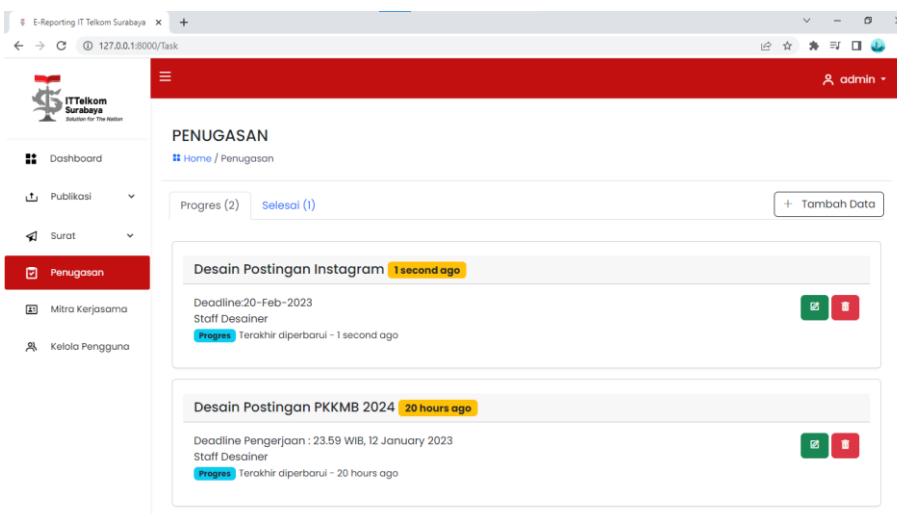 E-Reporting IT Telkom Surabaya
127.0.0.1:8000/Task
ITTelkom
Surabaya
Solution for The Nation
admin
Dashboard
Publikasi
Surat
Penugasan
Mitra Kerjasama
Kelola Pengguna
PENUGASAN
Home / Penugasan
Progres (2) Selesai (1)
+ Tambah Data
Desain Postingan Instagram 1 second ago
Deadline:20-Feb-2023
Staff Desainer
Progres Terakhir diperbarui - 1 second ago
Desain Postingan PKKMB 2024 20 hours ago
Deadline Pengerjaan : 23.59 WIB, 12 January 2023
Staff Desainer
Progres Terakhir diperbarui - 20 hours ago